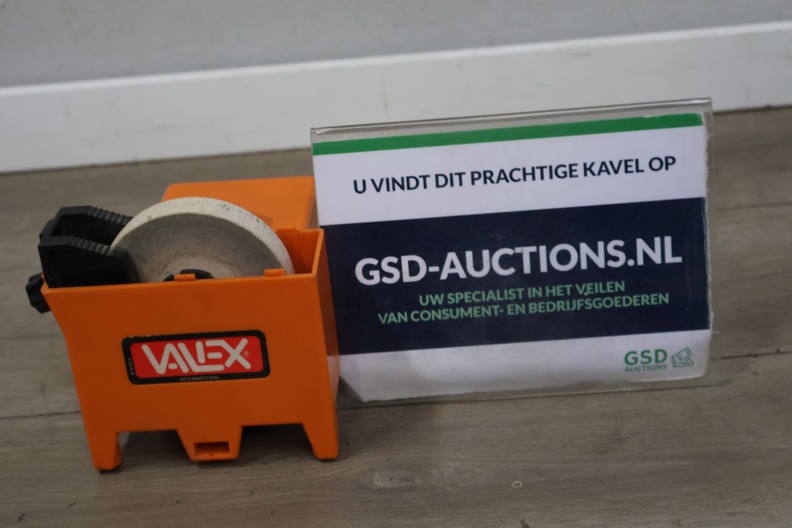 U VINDT DIT PRACHTIGE KAVEL OP
GSD-AUCTIONS.NL
UW SPECIALIST IN HET VEILEN
VAN CONSUMENT- EN BEDRIJFSGOEDEREN
GSD
AUCTIONS
VALEX®
INTERNATIONAL